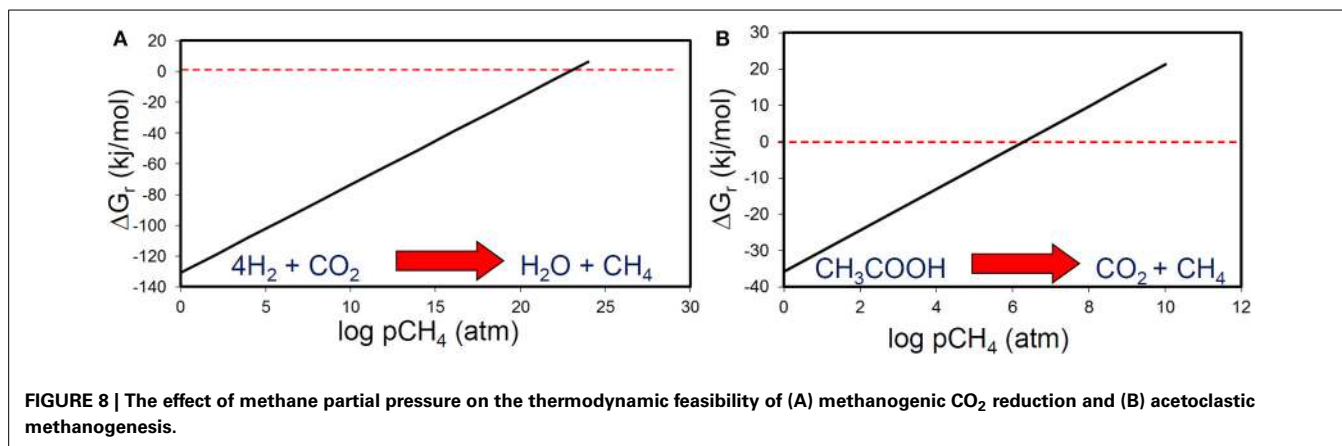 A
20
0
-20
-40
-60
-80
-100
-120
-140
ΔGr (kj/mol)
4H2 + CO2
H2O + CH4
0 5 10 15 20 25 30
log pCH4 (atm)
B
30
20
10
0
-10
-20
-30
-40
ΔGr (kj/mol)
CH3COOH
CO2 + CH4
0 2 4 6 8 10 12
log pCH4 (atm)
FIGURE 8 | The effect of methane partial pressure on the thermodynamic feasibility of (A) methanogenic CO2 reduction and (B) acetoclastic
methanogenesis.